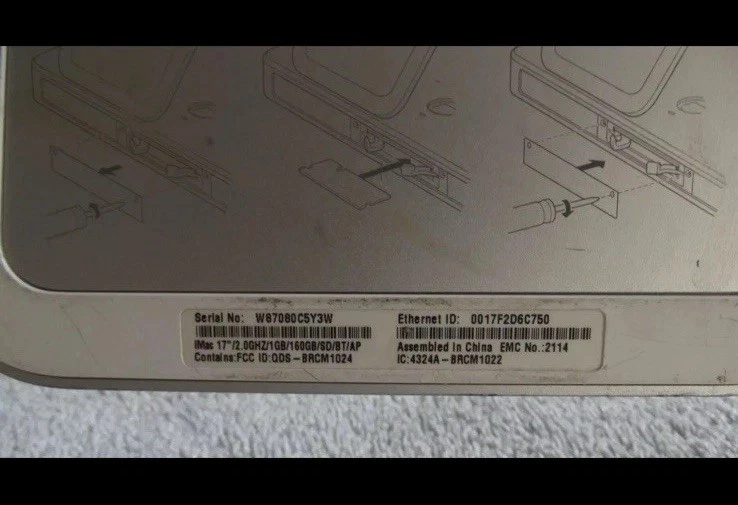 Serial No: W87080C5Y3W
Ethernet ID: 0017F2D6C750
iMac 17"/2.0GHZ/1GB/160GB/SD/BT/AP
Assembled In China EMC No.:2114
Contains:FCC ID:QDS-BRCM1024
IC:4324A-BRCM1022